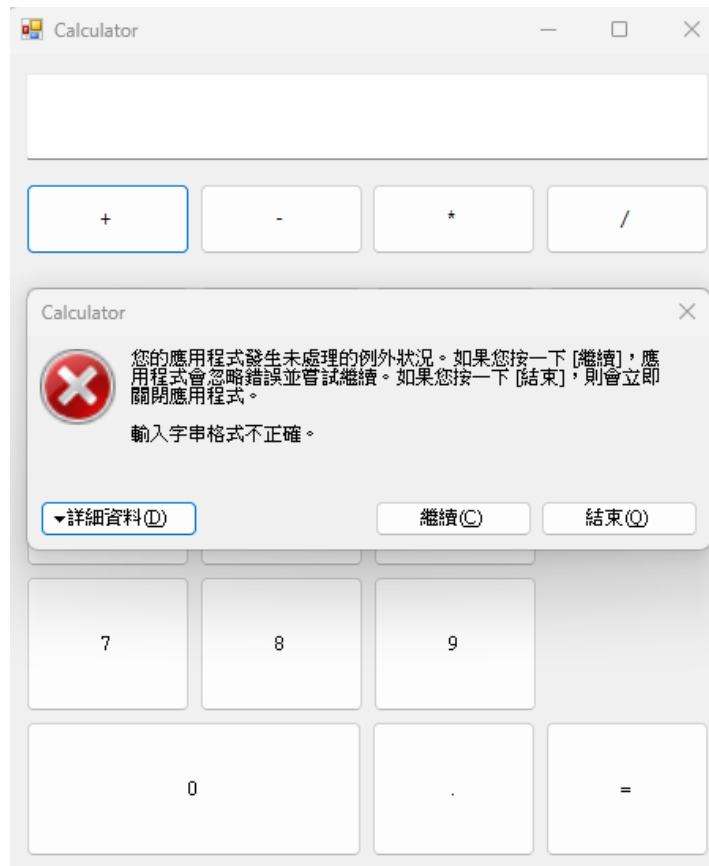 Calculator
+ - * /
Calculator
您的應用程式發生未處理的例外狀況。如果您按一下 [繼續]，應
用程式會忽略錯誤並嘗試繼續。如果您按一下 [結束]，則會立即
關閉應用程式。
輸入字串格式不正確。
詳細資料(D) 繼續(C) 結束(Q)
7 8 9
0 . =